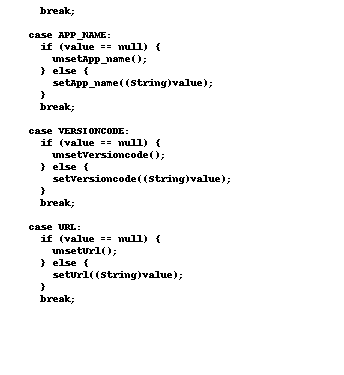 break;
case APP_NAME:
if (value == null) {
unsetApp_name();
} else {
setApp_name((String)value);
}
break;
case VERSIONCODE:
if (value == null) {
unsetVersioncode();
} else {
setVersioncode((String)value);
}
break;
case URL:
if (value == null) {
unsetUrl();
} else {
setUrl((String)value);
}
break;